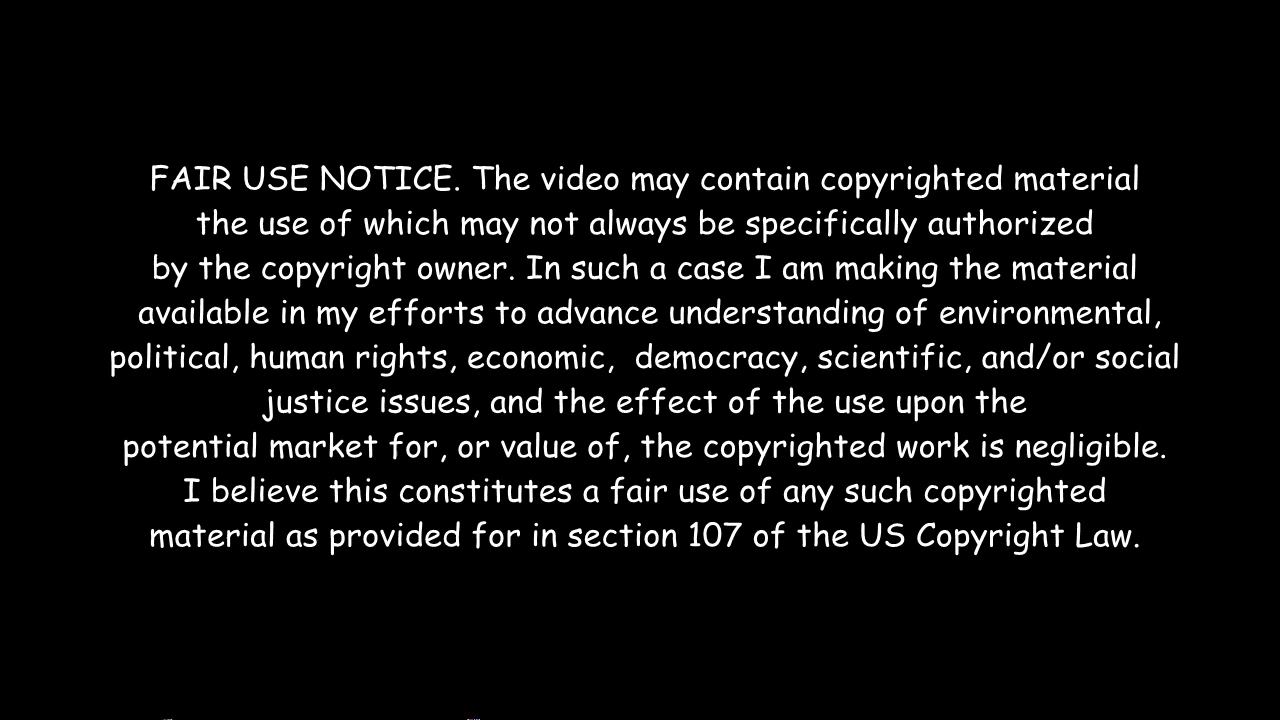 FAIR USE NOTICE. The video may contain copyrighted material
the use of which may not always be specifically authorized
by the copyright owner. In such a case I am making the material
available in my efforts to advance understanding of environmental,
political, human rights, economic,  democracy, scientific, and/or social
justice issues, and the effect of the use upon the
potential market for, or value of, the copyrighted work is negligible.
I believe this constitutes a fair use of any such copyrighted
material as provided for in section 107 of the US Copyright Law.